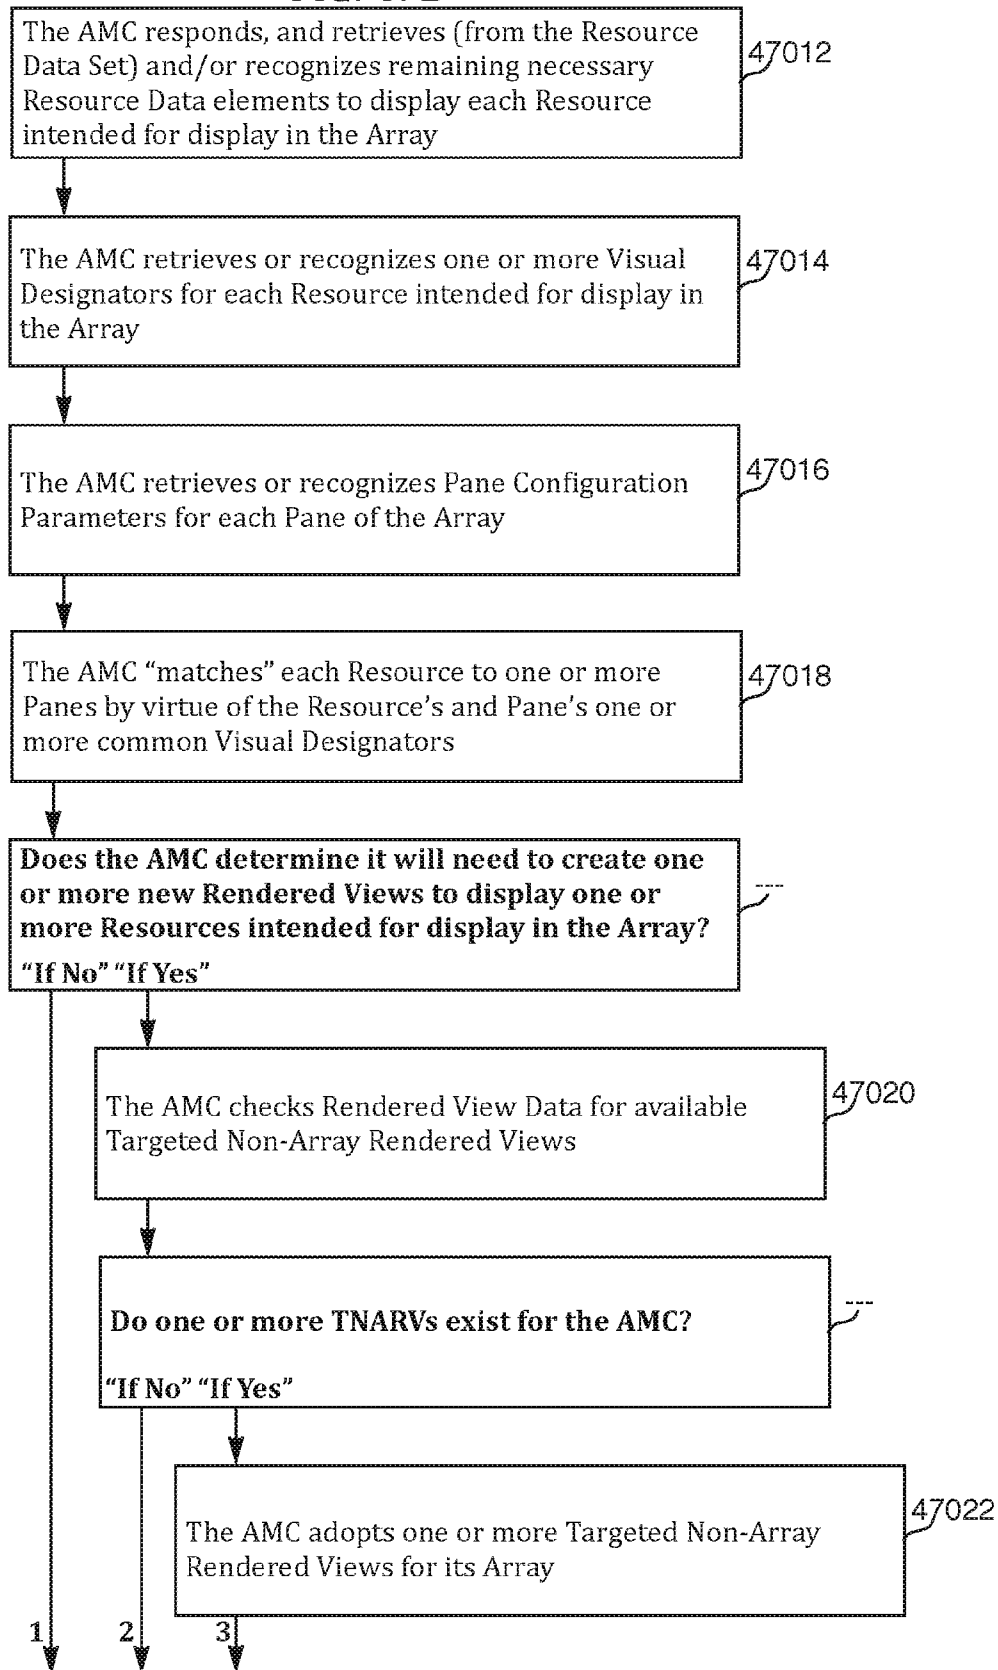 The AMC responds, and retrieves (from the Resource
Data Set) and/or recognizes remaining necessary
Resource Data elements to display each Resource
intended for display in the Array
47012
The AMC retrieves or recognizes one or more Visual
Designators for each Resource intended for display in
the Array
47014
The AMC retrieves or recognizes Pane Configuration
Parameters for each Pane of the Array
47016
The AMC “matches” each Resource to one or more
Panes by virtue of the Resource’s and Pane’s one or
more common Visual Designators
47018
Does the AMC determine it will need to create one
or more new Rendered Views to display one or
more Resources intended for display in the Array?
“If No” “If Yes”
---
The AMC checks Rendered View Data for available
Targeted Non-Array Rendered Views
47020
Do one or more TNARVs exist for the AMC?
“If No” “If Yes”
---
The AMC adopts one or more Targeted Non-Array
Rendered Views for its Array
47022
1 2 3